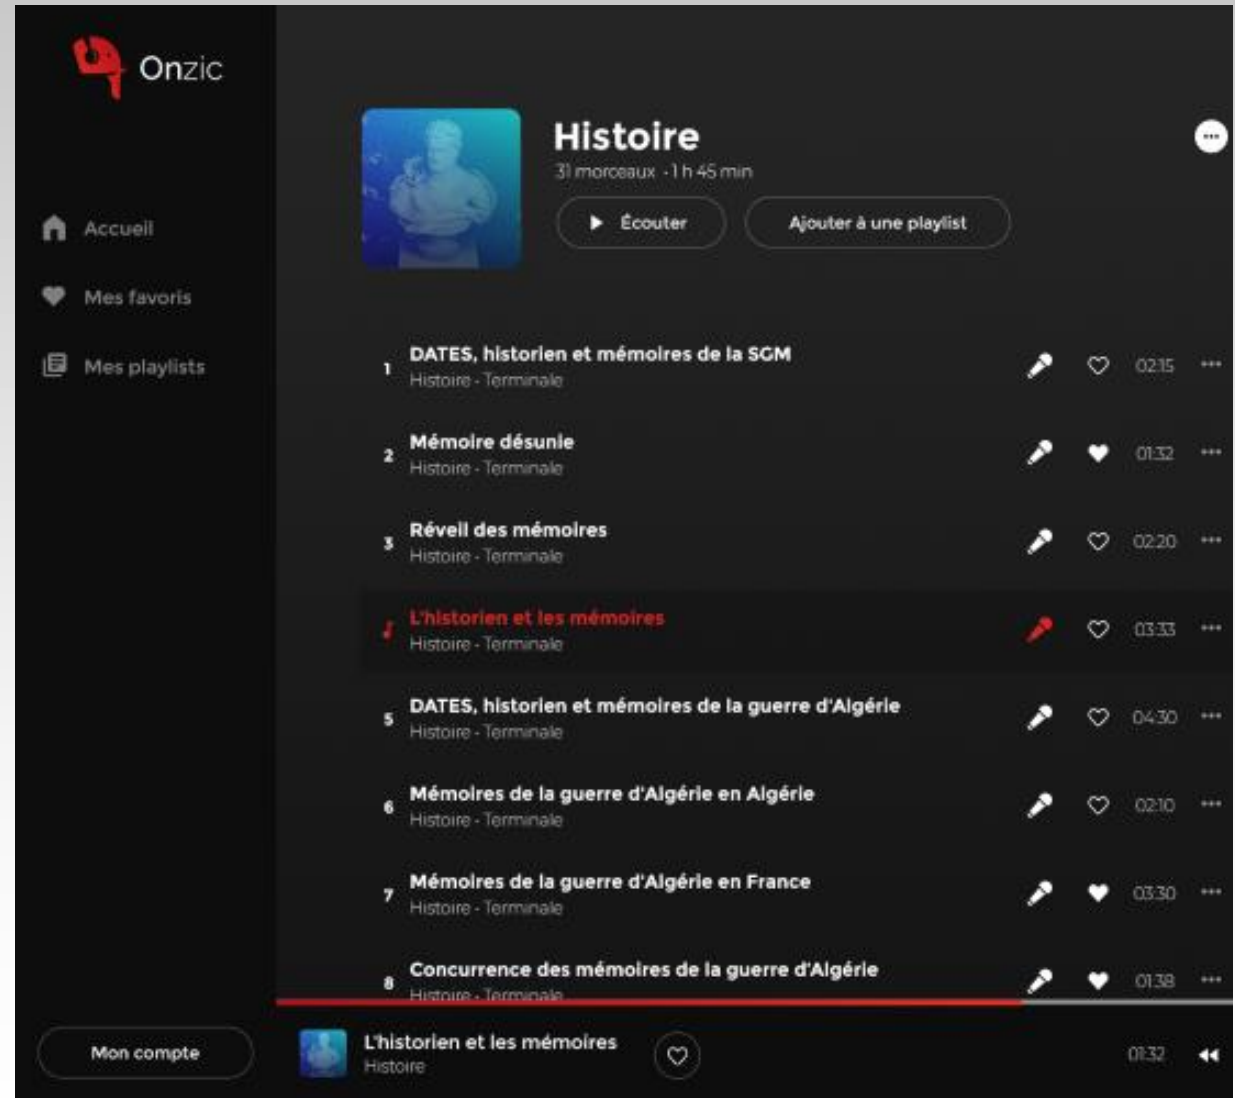 Onzic
Accueil
Mes favoris
Mes playlists
Histoire
31 morceaux - 1 h 45 min
Écouter
Ajouter à une playlist
1 DATES, historien et mémoires de la SGM 02:15
Histoire - Terminale
2 Mémoire désunie 01:32
Histoire - Terminale
3 Réveil des mémoires 02:20
Histoire - Terminale
L'historien et les mémoires 03:33
Histoire - Terminale
5 DATES, historien et mémoires de la guerre d'Algérie 04:30
Histoire - Terminale
6 Mémoires de la guerre d'Algérie en Algérie 02:10
Histoire - Terminale
7 Mémoires de la guerre d'Algérie en France 03:30
Histoire - Terminale
8 Concurrence des mémoires de la guerre d'Algérie 01:38
Histoire - Terminale
Mon compte
L'historien et les mémoires
Histoire
01:32